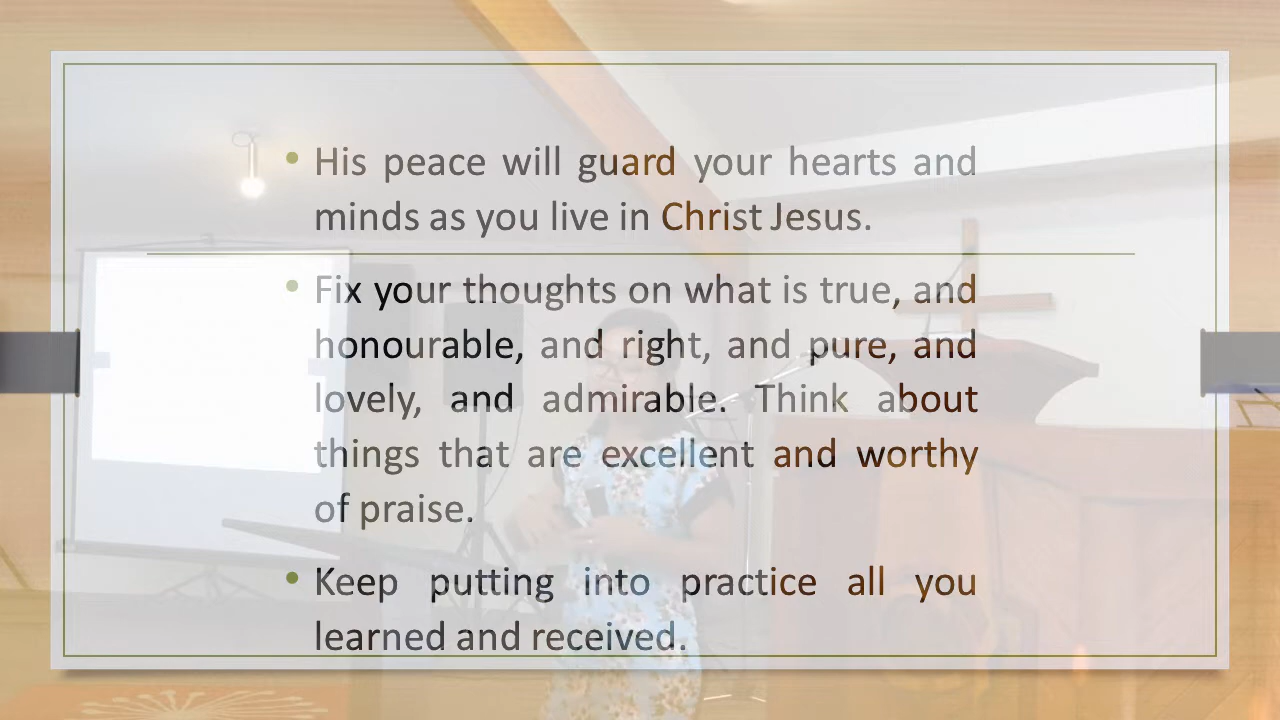 • His peace will guard your hearts and
minds as you live in Christ Jesus.
• Fix your thoughts on what is true, and
honourable, and right, and pure, and
lovely, and admirable. Think about
things that are excellent and worthy
of praise.
• Keep putting into practice all you
learned and received.